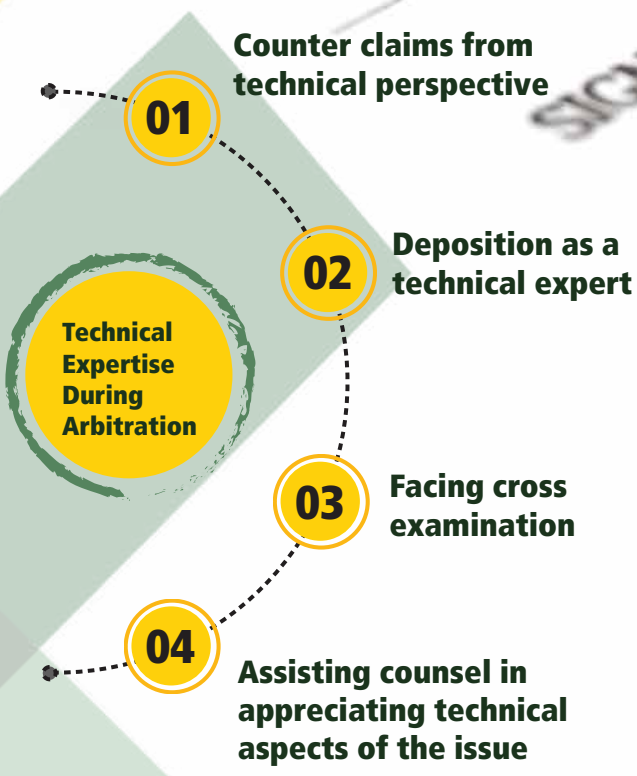 Counter claims from
technical perspective
01
Deposition as a
technical expert
02
Technical
Expertise
During
Arbitration
Facing cross
examination
03
04
Assisting counsel in
appreciating technical
aspects of the issue